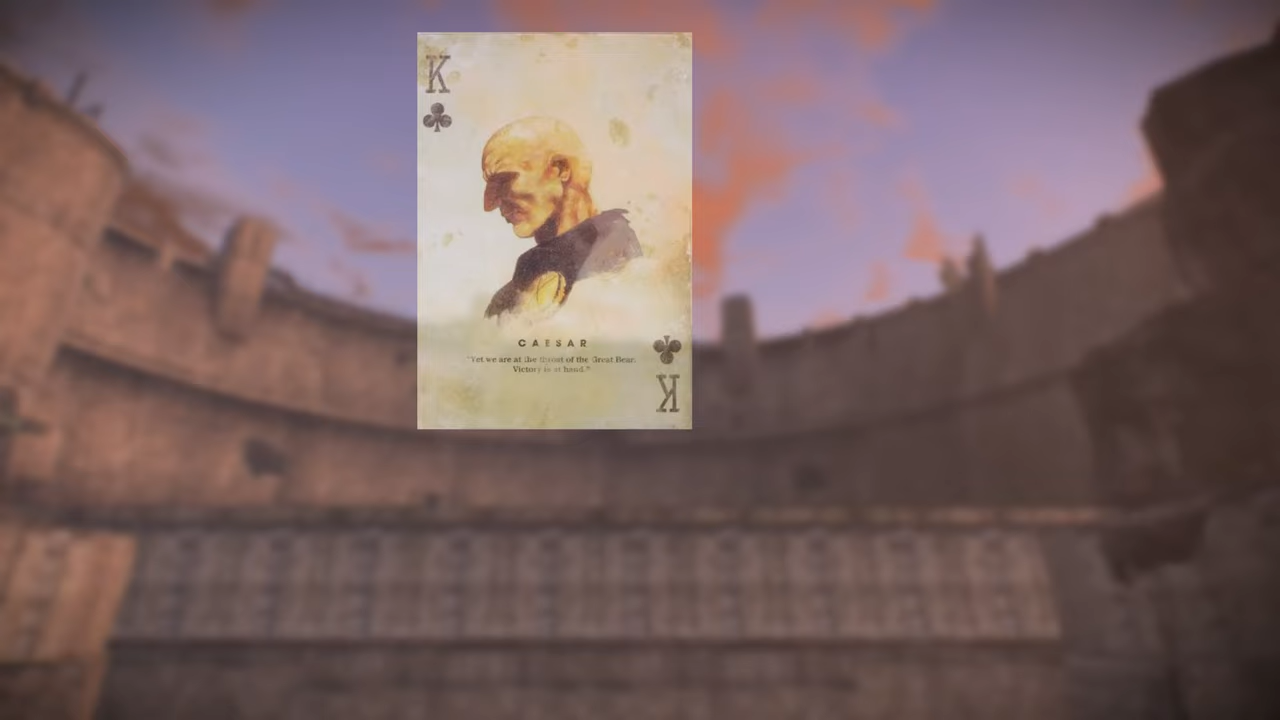 K
CAESAR
"Yet we are at the throat of the Great Bear.
Victory is at hand."
K